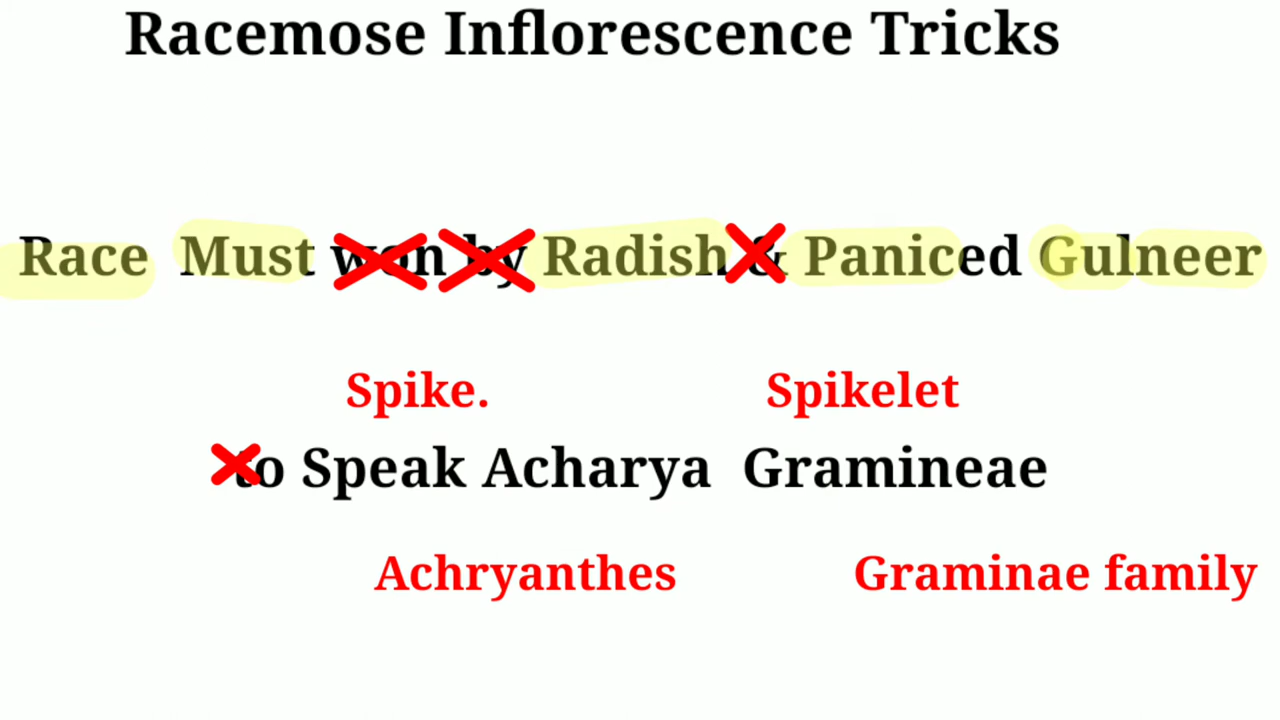 Racemose Inflorescence Tricks
Race Must won by Radish & Paniced Gulneer
Spike. Spikelet
to Speak Acharya Gramineae
Achryanthes Graminae family